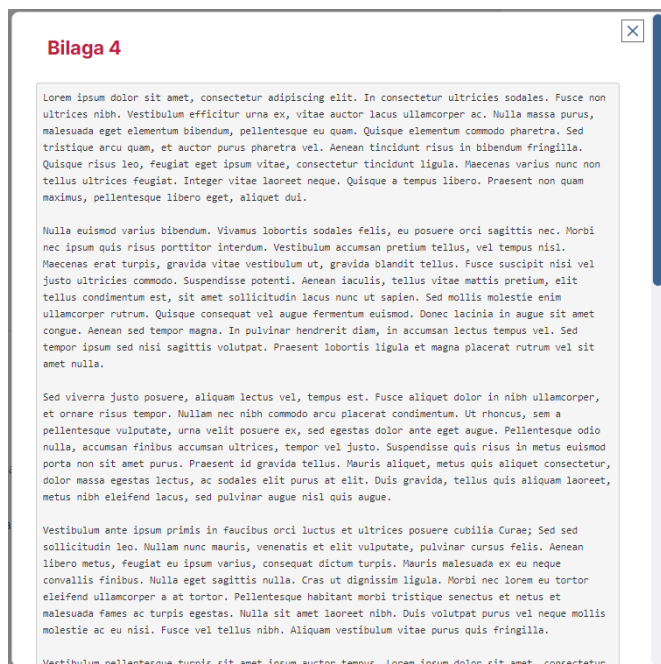 Bilaga 4
Lorem ipsum dolor sit amet, consectetur adipiscing elit. In consectetur ultricies sodales. Fusce non
ultrices nibh. Vestibulum efficitur urna ex, vitae auctor lacus ullamcorper ac. Nulla massa purus,
malesuada eget elementum bibendum, pellentesque eu quam. Quisque elementum commodo pharetra. Sed
tristique arcu quam, et auctor purus pharetra vel. Aenean tincidunt risus in bibendum fringilla.
Quisque risus leo, feugiat eget ipsum vitae, consectetur tincidunt ligula. Maecenas varius nunc non
tellus ultrices feugiat. Integer vitae laoreet neque. Quisque a tempus libero. Praesent non quam
maximus, pellentesque libero eget, aliquet dui.

Nulla euismod varius bibendum. Vivamus lobortis sodales felis, eu posuere orci sagittis nec. Morbi
nec ipsum quis risus porttitor interdum. Vestibulum accumsan pretium tellus, vel tempus nisl.
Maecenas erat turpis, gravida vitae vestibulum ut, gravida blandit tellus. Fusce suscipit nisi vel
justo ultricies commodo. Suspendisse potenti. Aenean iaculis, tellus vitae mattis pretium, elit
tellus condimentum est, sit amet sollicitudin lacus nunc ut sapien. Sed mollis molestie enim
ullamcorper rutrum. Quisque consequat vel augue fermentum euismod. Donec lacinia in augue sit amet
congue. Aenean sed tempor magna. In pulvinar hendrerit diam, in accumsan lectus tempus vel. Sed
tempor ipsum sed nisi sagittis volutpat. Praesent lobortis ligula et magna placerat rutrum vel sit
amet nulla.

Sed viverra justo posuere, aliquam lectus vel, tempus est. Fusce aliquet dolor in nibh ullamcorper,
et ornare risus tempor. Nullam nec nibh commodo arcu placerat condimentum. Ut rhoncus, sem a
pellentesque vulputate, urna velit posuere ex, sed egestas dolor ante eget augue. Pellentesque odio
nulla, accumsan finibus accumsan ultrices, tempor vel justo. Suspendisse quis risus in metus euismod
porta non sit amet purus. Praesent id gravida tellus. Mauris aliquet, metus quis aliquet consectetur,
dolor massa egestas lectus, ac sodales elit purus at elit. Duis gravida, tellus quis aliquam laoreet,
metus nibh eleifend lacus, sed pulvinar augue nisl quis augue.

Vestibulum ante ipsum primis in faucibus orci luctus et ultrices posuere cubilia Curae; Sed sed
sollicitudin leo. Nullam nunc mauris, venenatis et elit vulputate, pulvinar cursus felis. Aenean
libero metus, feugiat eu ipsum varius, consequat dictum turpis. Mauris malesuada ex eu neque
convallis finibus. Nulla eget sagittis nulla. Cras ut dignissim ligula. Morbi nec lorem eu tortor
eleifend ullamcorper a at tortor. Pellentesque habitant morbi tristique senectus et netus et
malesuada fames ac turpis egestas. Nulla sit amet laoreet nibh. Duis volutpat purus vel neque mollis
molestie ac eu nisi. Fusce vel tellus nibh. Aliquam vestibulum vitae purus quis fringilla.

Vestibulum pellentesque turpis sit amet ipsum auctor tempus. Lorem ipsum dolor sit amet, consectetur